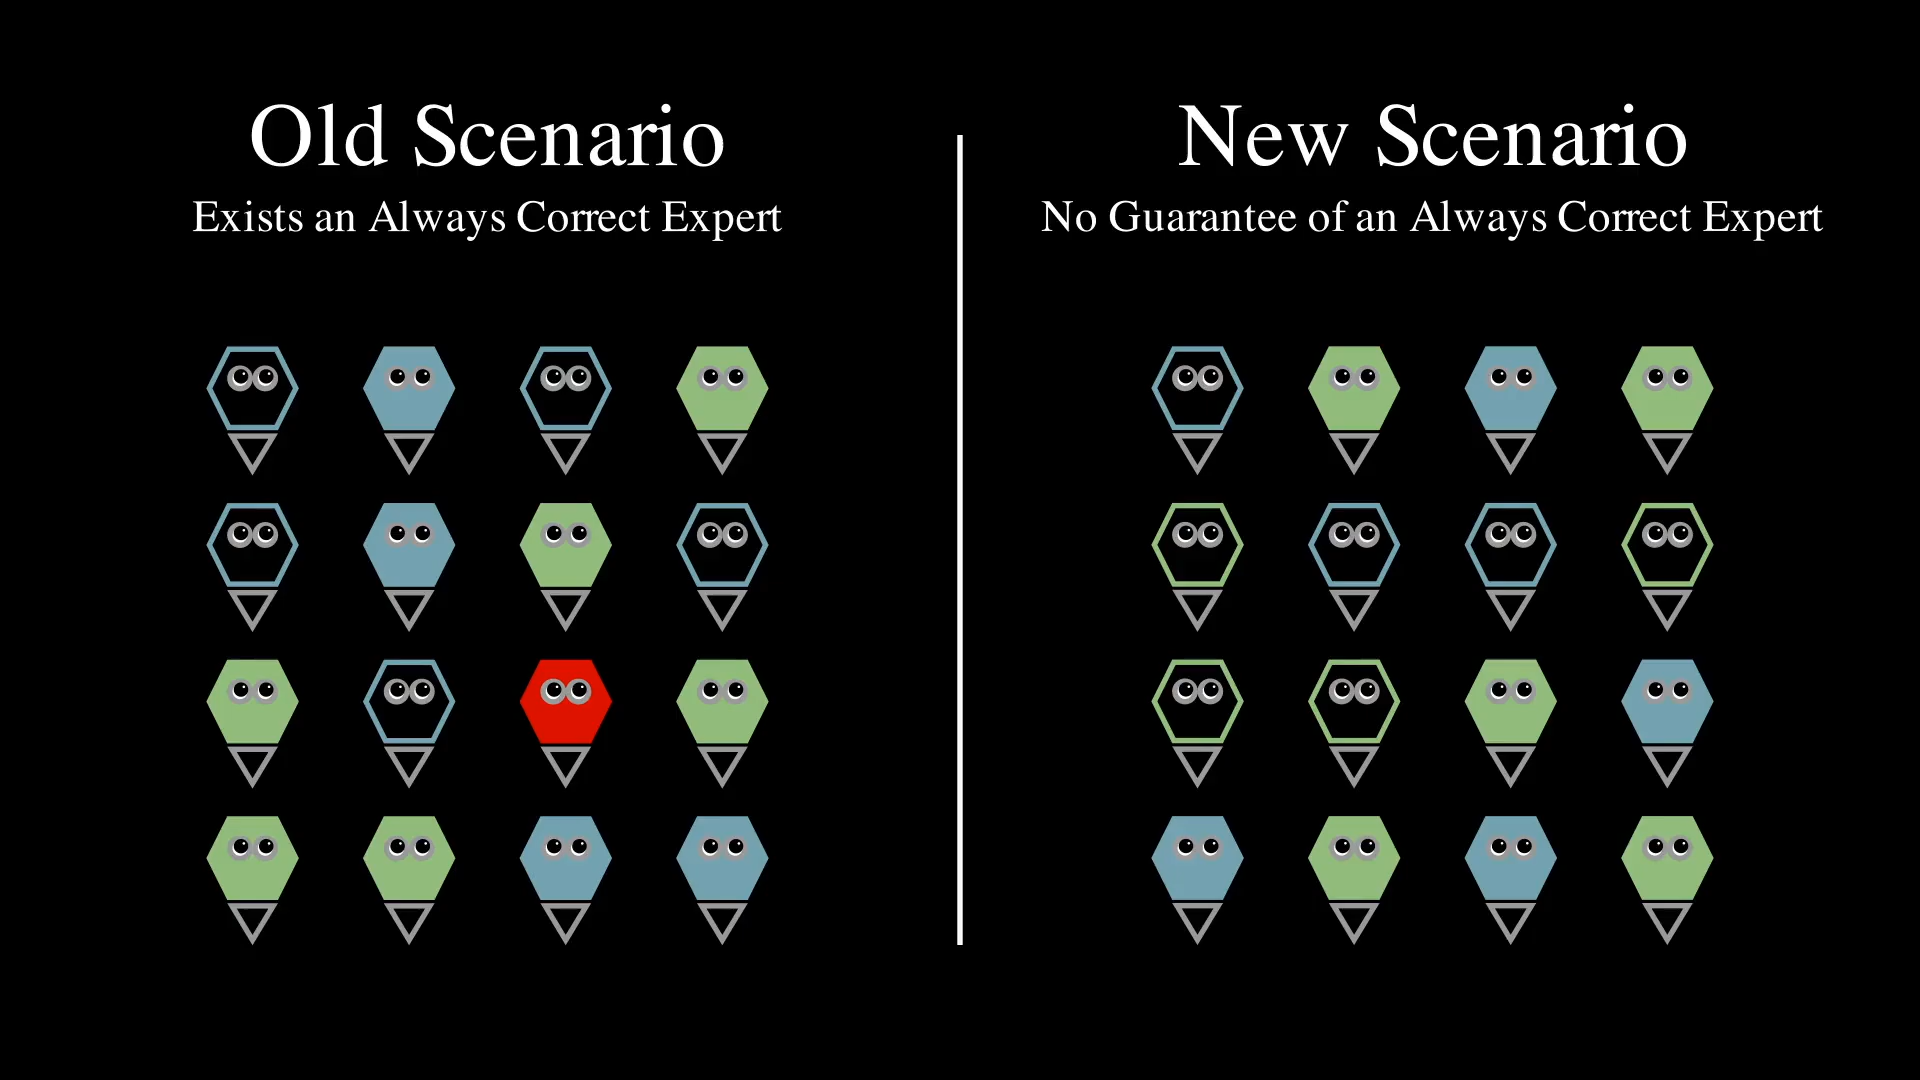 Old Scenario
Exists an Always Correct Expert
New Scenario
No Guarantee of an Always Correct Expert